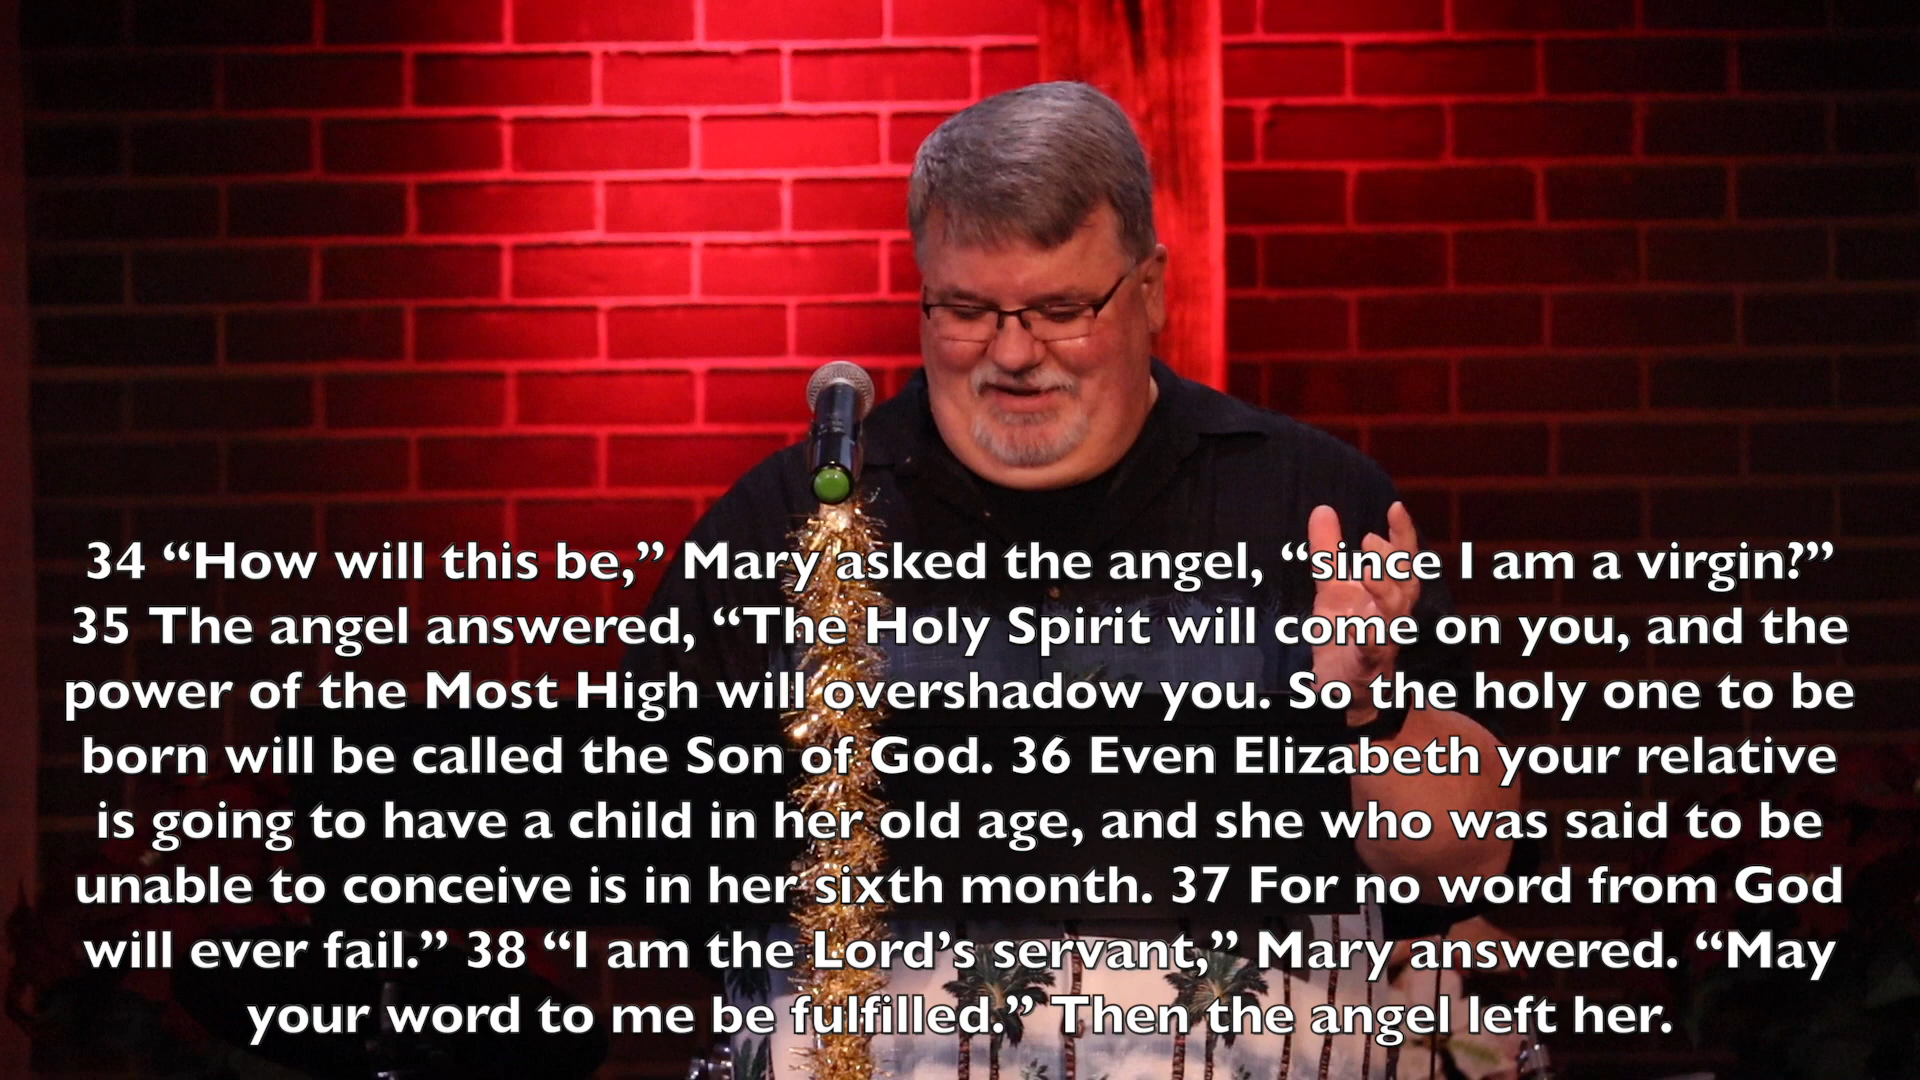 34 “How will this be,” Mary asked the angel, “since I am a virgin?”
35 The angel answered, “The Holy Spirit will come on you, and the
power of the Most High will overshadow you. So the holy one to be
born will be called the Son of God. 36 Even Elizabeth your relative
is going to have a child in her old age, and she who was said to be
unable to conceive is in her sixth month. 37 For no word from God
will ever fail.” 38 “I am the Lord’s servant,” Mary answered. “May
your word to me be fulfilled.” Then the angel left her.